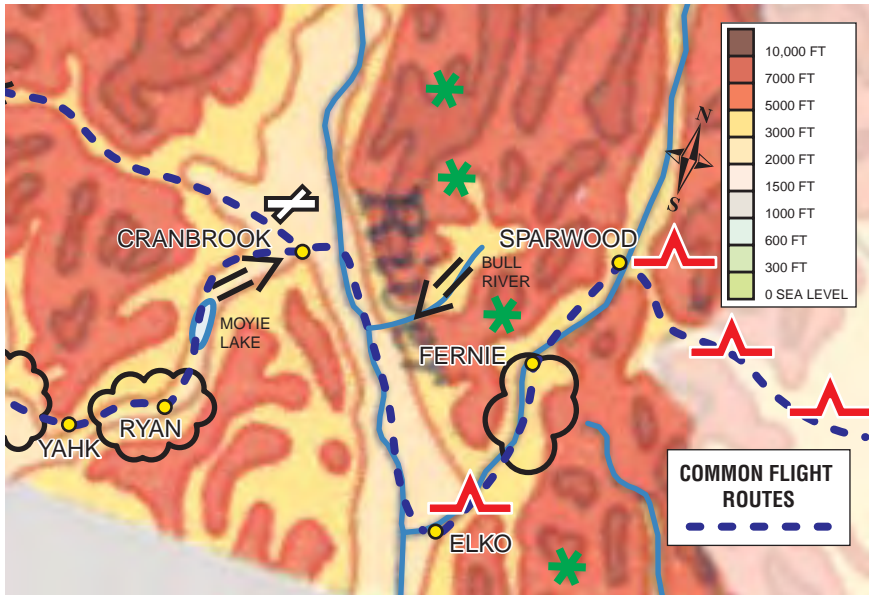 10,000 FT
7000 FT
5000 FT
3000 FT
2000 FT
1500 FT
1000 FT
600 FT
300 FT
0 SEA LEVEL
N
S
CRANBROOK
SPARWOOD
BULL
RIVER
MOYIE
LAKE
FERNIE
RYAN
YAHK
ELKO
COMMON FLIGHT
ROUTES